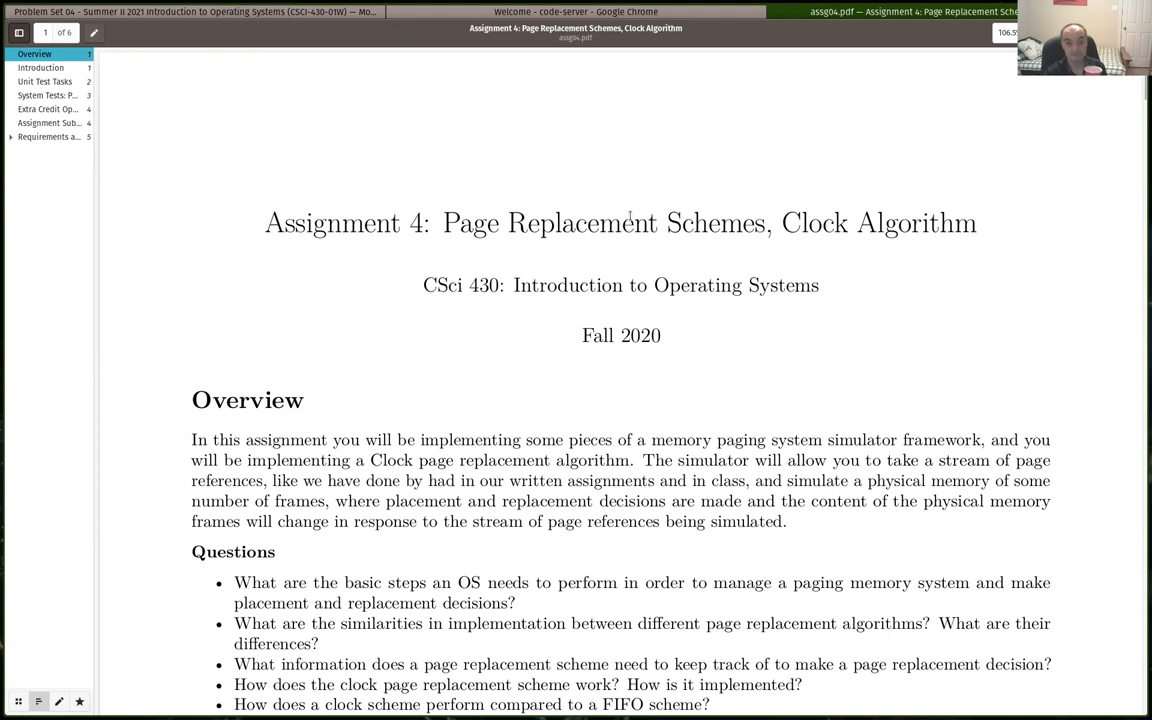 Problem Set 04 - Summer II 2021 Introduction to Operating Systems (CSCI-430-01W) — Mo...
Welcome - code-server - Google Chrome
assg04.pdf — Assignment 4: Page Replacement Sche
1 of 6
Assignment 4: Page Replacement Schemes, Clock Algorithm
assg04.pdf
106.5
Overview 1
Introduction 1
Unit Test Tasks 2
System Tests: P... 3
Extra Credit Op... 4
Assignment Sub... 4
Requirements a... 5
Assignment 4: Page Replacement Schemes, Clock Algorithm
CSci 430: Introduction to Operating Systems
Fall 2020
Overview
In this assignment you will be implementing some pieces of a memory paging system simulator framework, and you
will be implementing a Clock page replacement algorithm. The simulator will allow you to take a stream of page
references, like we have done by had in our written assignments and in class, and simulate a physical memory of some
number of frames, where placement and replacement decisions are made and the content of the physical memory
frames will change in response to the stream of page references being simulated.
Questions
• What are the basic steps an OS needs to perform in order to manage a paging memory system and make
placement and replacement decisions?
• What are the similarities in implementation between different page replacement algorithms? What are their
differences?
• What information does a page replacement scheme need to keep track of to make a page replacement decision?
• How does the clock page replacement scheme work? How is it implemented?
• How does a clock scheme perform compared to a FIFO scheme?